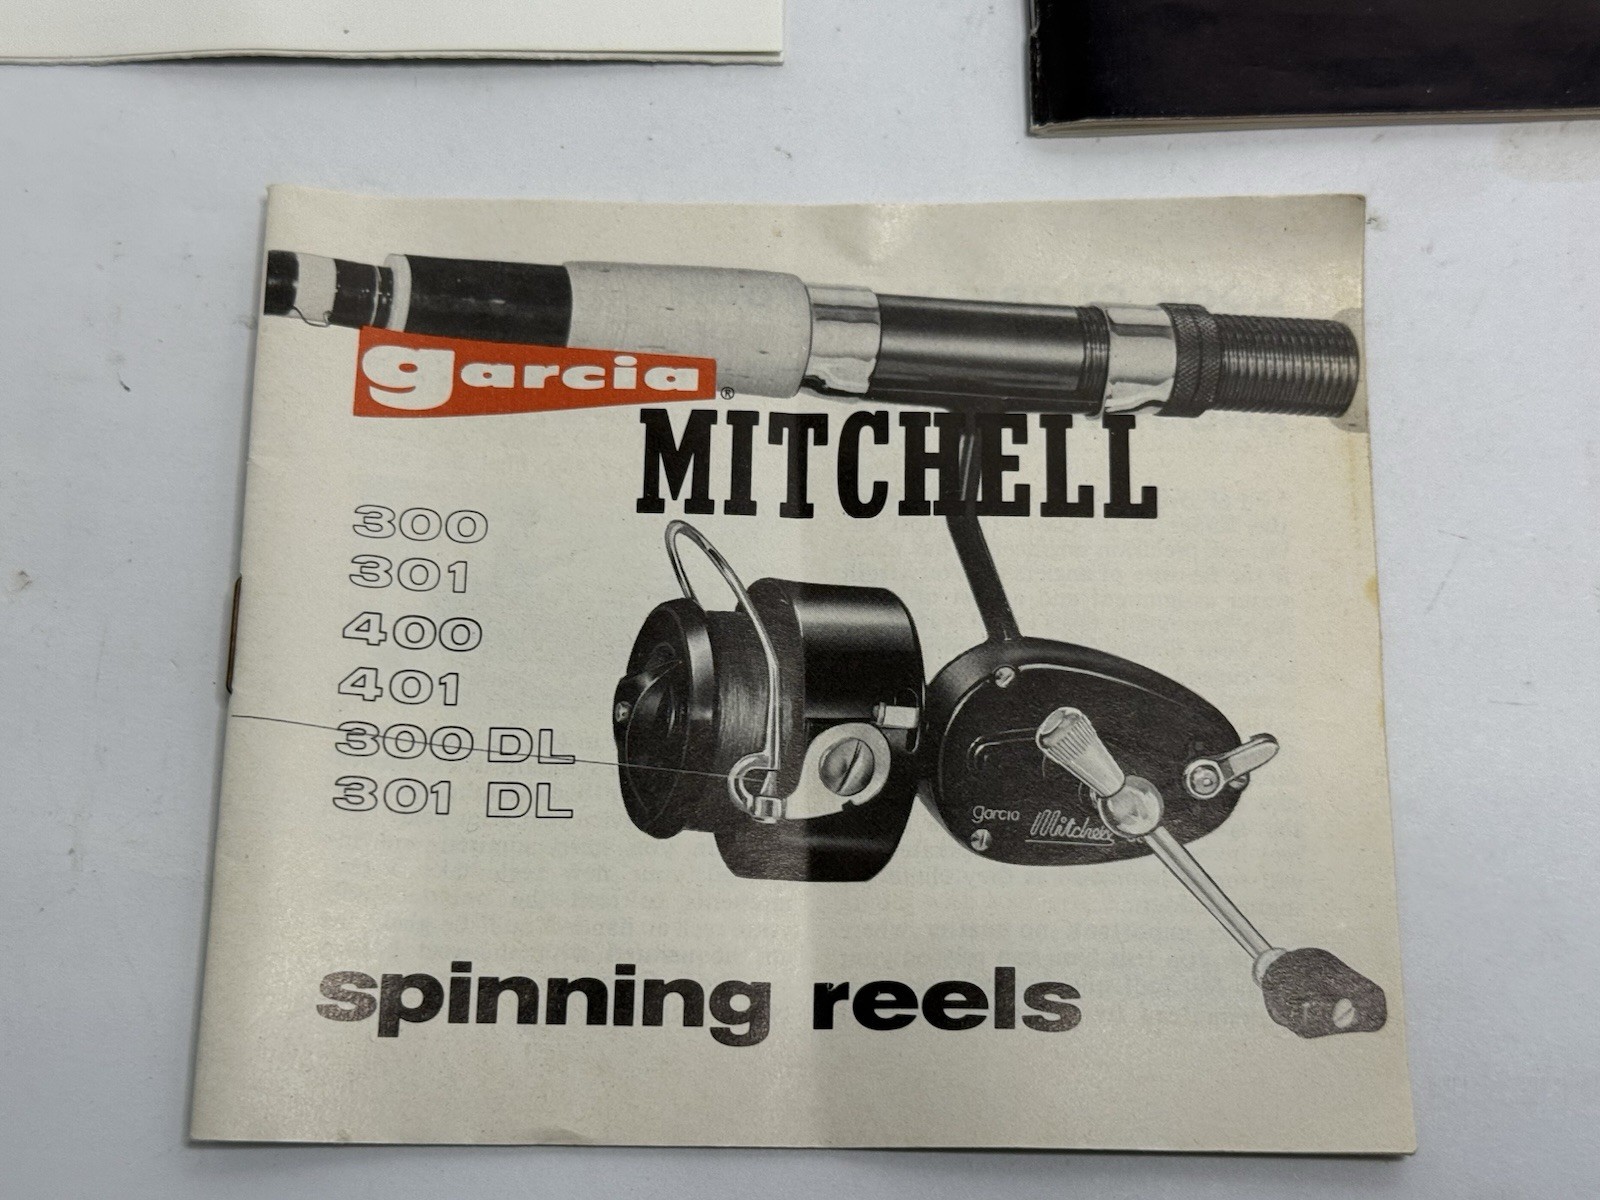 garcia®
MITCHELL
300
301
400
401
300 DL
301 DL
garcia Mitchell
spinning reels